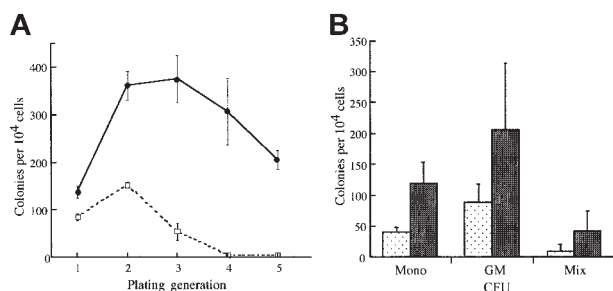 A
Colonies per 10⁴ cells
400
300
200
100
0
1 2 3 4 5
Plating generation
B
Colonies per 10⁴ cells
350
300
250
200
150
100
50
0
Mono GM Mix
CFU